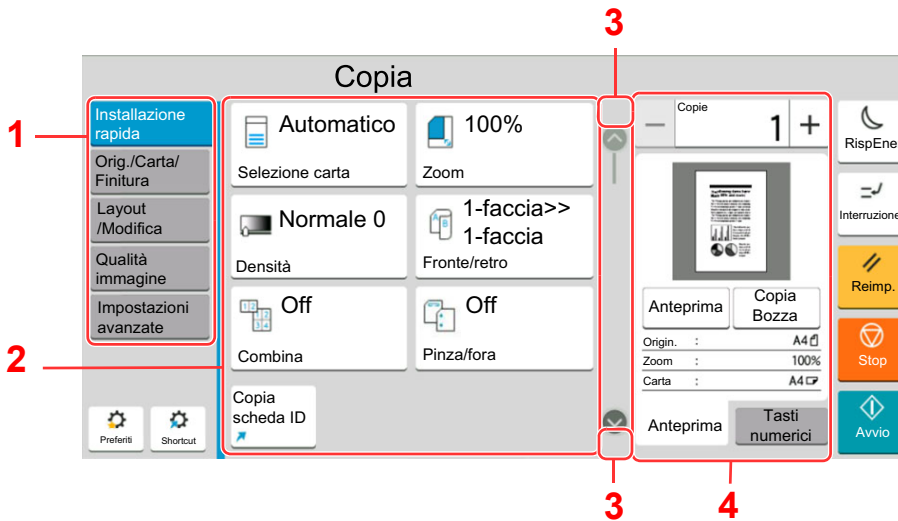 3
Copia
1
Installazione
rapida
Orig./Carta/
Finitura
Layout
/Modifica
Qualità
immagine
Impostazioni
avanzate
2
Preferiti
Shortcut
Automatico
Selezione carta
100%
Zoom
Normale 0
Densità
1-faccia>>
1-faccia
Fronte/retro
Off
Combina
Off
Pinza/fora
Copia
scheda ID
3
Copie
1
Anteprima
Copia
Bozza
Origin. : A4
Zoom : 100%
Carta : A4
Anteprima
Tasti
numerici
4
RispEne
Interruzione
Reimp.
Stop
Avvio